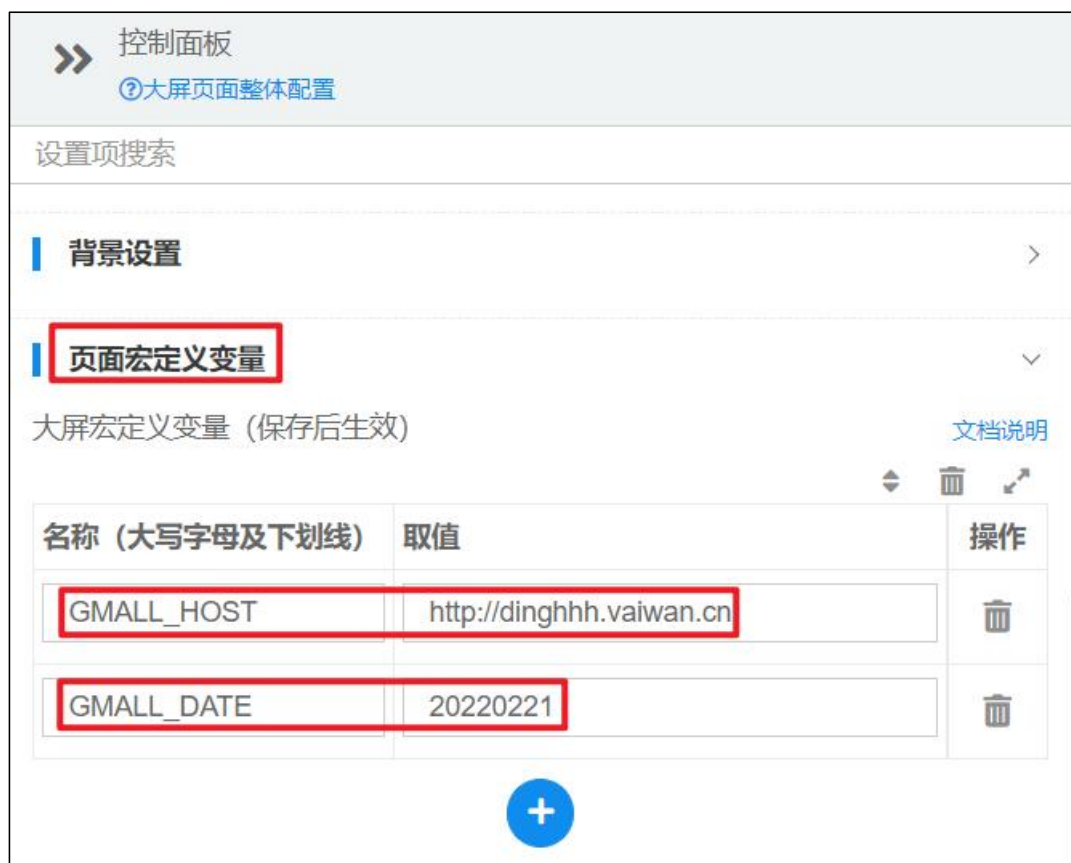 控制面板
大屏页面整体配置
设置项搜索
背景设置
页面宏定义变量
大屏宏定义变量（保存后生效）
文档说明
名称（大写字母及下划线） 取值 操作
GMALL_HOST http://dinghhh.vaiwan.cn
GMALL_DATE 20220221